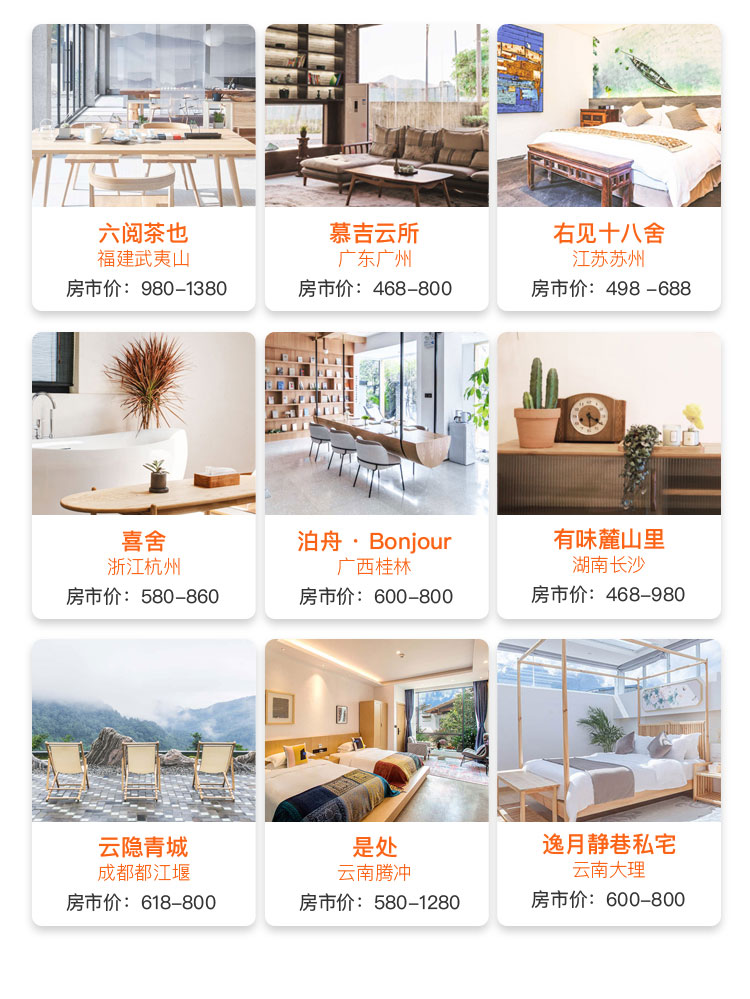 六阅茶也
福建武夷山
房市价：980-1380
慕吉云所
广东广州
房市价：468-800
右见十八舍
江苏苏州
房市价：498 -688
喜舍
浙江杭州
房市价：580-860
泊舟 · Bonjour
广西桂林
房市价：600-800
有味麓山里
湖南长沙
房市价：468-980
云隐青城
成都都江堰
房市价：618-800
是处
云南腾冲
房市价：580-1280
逸月静巷私宅
云南大理
房市价：600-800